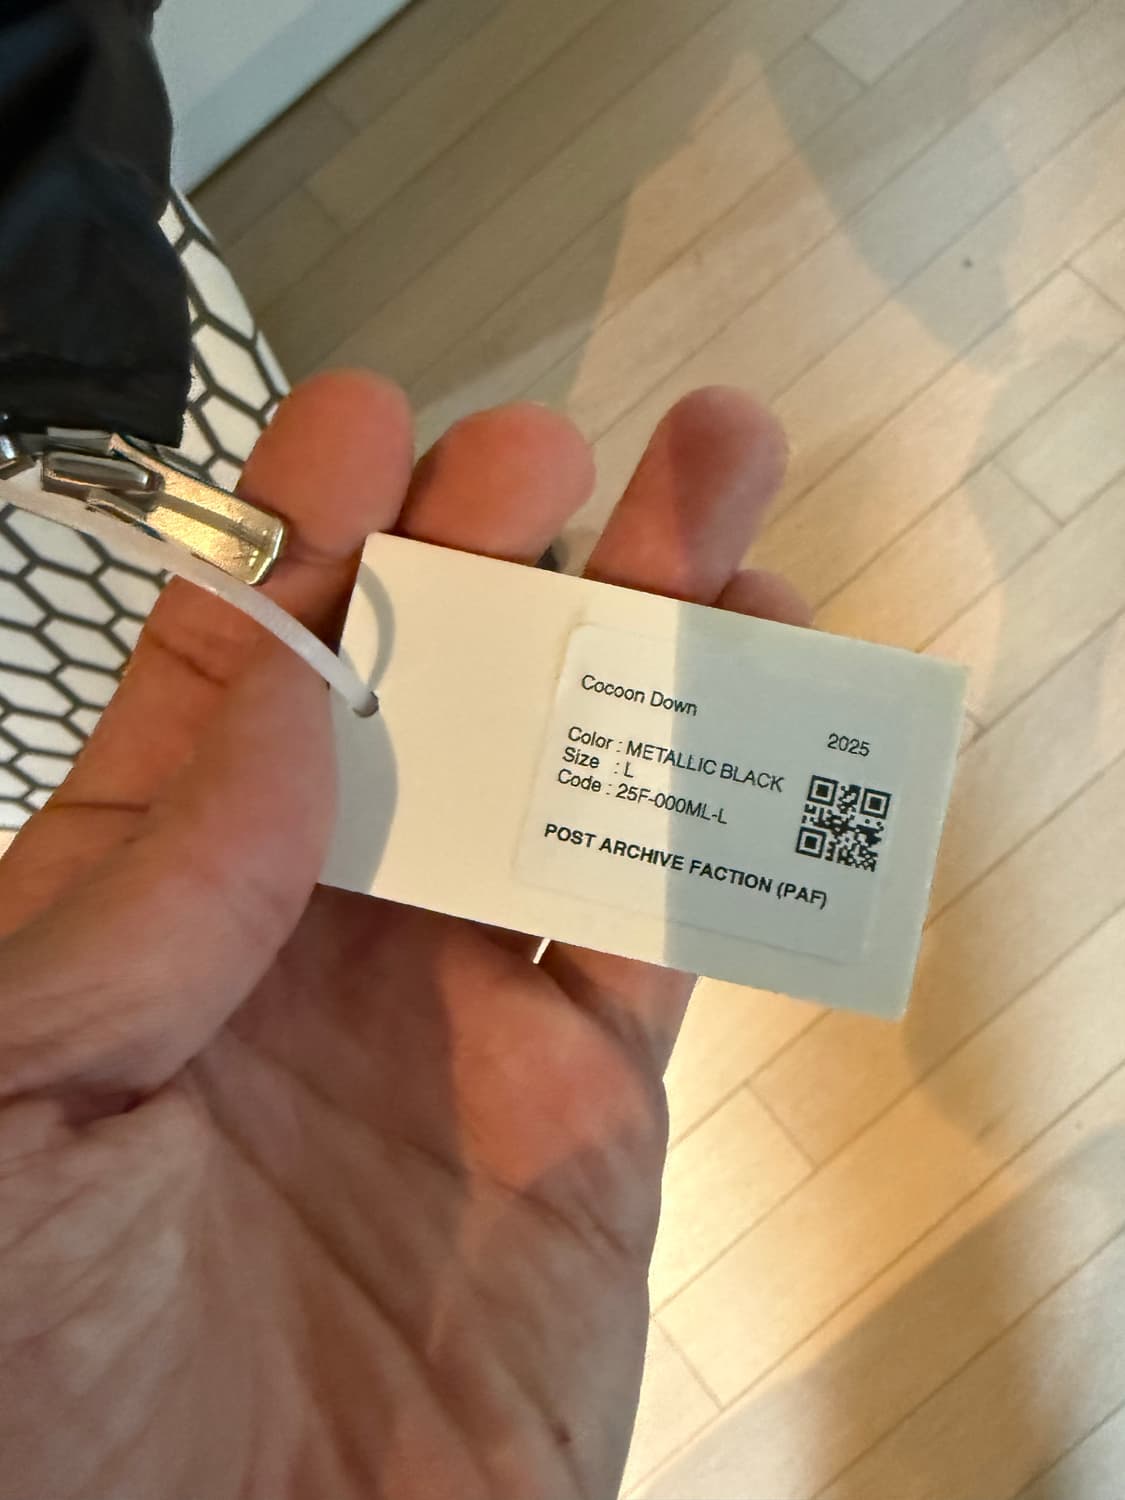 Cocoon Down
2025
Color : METALLIC BLACK
Size : L
Code : 25F-000ML-L
POST ARCHIVE FACTION (PAF)